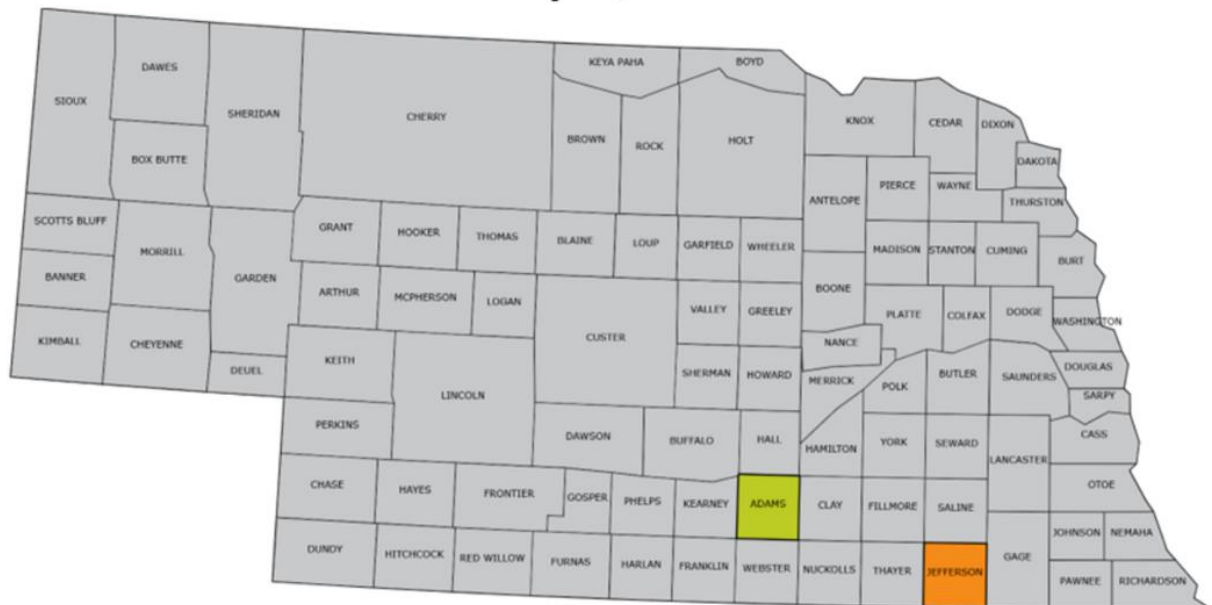 KEYA PAHA
BOYD
DAWES
SIOUX
SHERIDAN
CHERRY
KNOX
CEDAR
DIXON
BROWN
ROCK
HOLT
BOX BUTTE
DAKOTA
PIERCE
WAYNE
ANTELOPE
THURSTON
SCOTTS BLUFF
GRANT
HOOKER
THOMAS
BLAINE
LOUP
GARFIELD
WHEELER
MADISON
STANTON
CUMING
MORRILL
BURT
BANNER
GARDEN
ARTHUR
MCPHERSON
LOGAN
BOONE
VALLEY
GREELEY
PLATTE
COLFAX
DODGE
WASHINGTON
KIMBALL
CHEYENNE
CUSTER
NANCE
KEITH
DEUEL
SHERMAN
HOWARD
MERRICK
POLK
BUTLER
SAUNDERS
DOUGLAS
LINCOLN
SARPY
PERKINS
DAWSON
BUFFALO
HALL
HAMILTON
YORK
SEWARD
CASS
LANCASTER
CHASE
HAYES
FRONTIER
GOSPER
PHELPS
KEARNEY
ADAMS
CLAY
FILLMORE
SALINE
OTOE
JOHNSON
NEMAHA
DUNDY
HITCHCOCK
RED WILLOW
FURNAS
HARLAN
FRANKLIN
WEBSTER
NUCKOLLS
THAYER
JEFFERSON
GAGE
PAWNEE
RICHARDSON